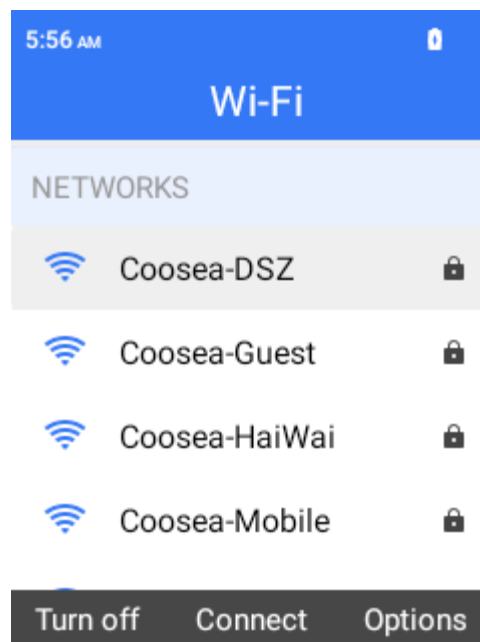 5:56 AM
Wi-Fi
NETWORKS
Coosea-DSZ
Coosea-Guest
Coosea-HaiWai
Coosea-Mobile
Turn off Connect Options